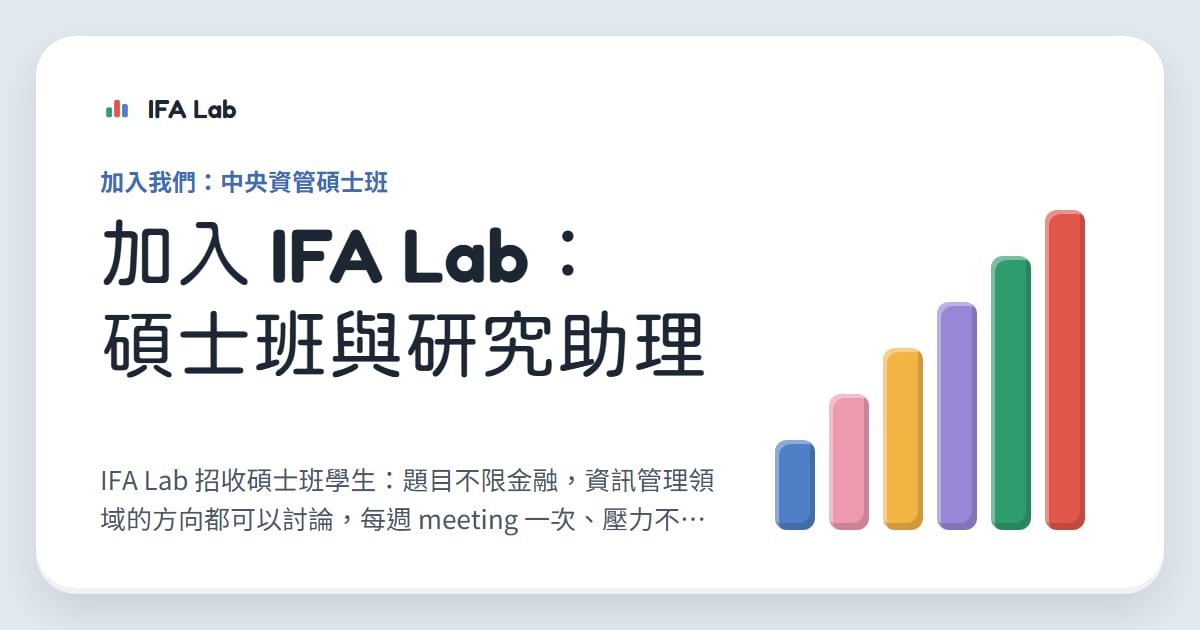 IFA Lab
加入我們：中央資管碩士班
加入 IFA Lab：
碩士班與研究助理
IFA Lab 招收碩士班學生：題目不限金融，資訊管理領
域的方向都可以討論，每週 meeting 一次、壓力不…